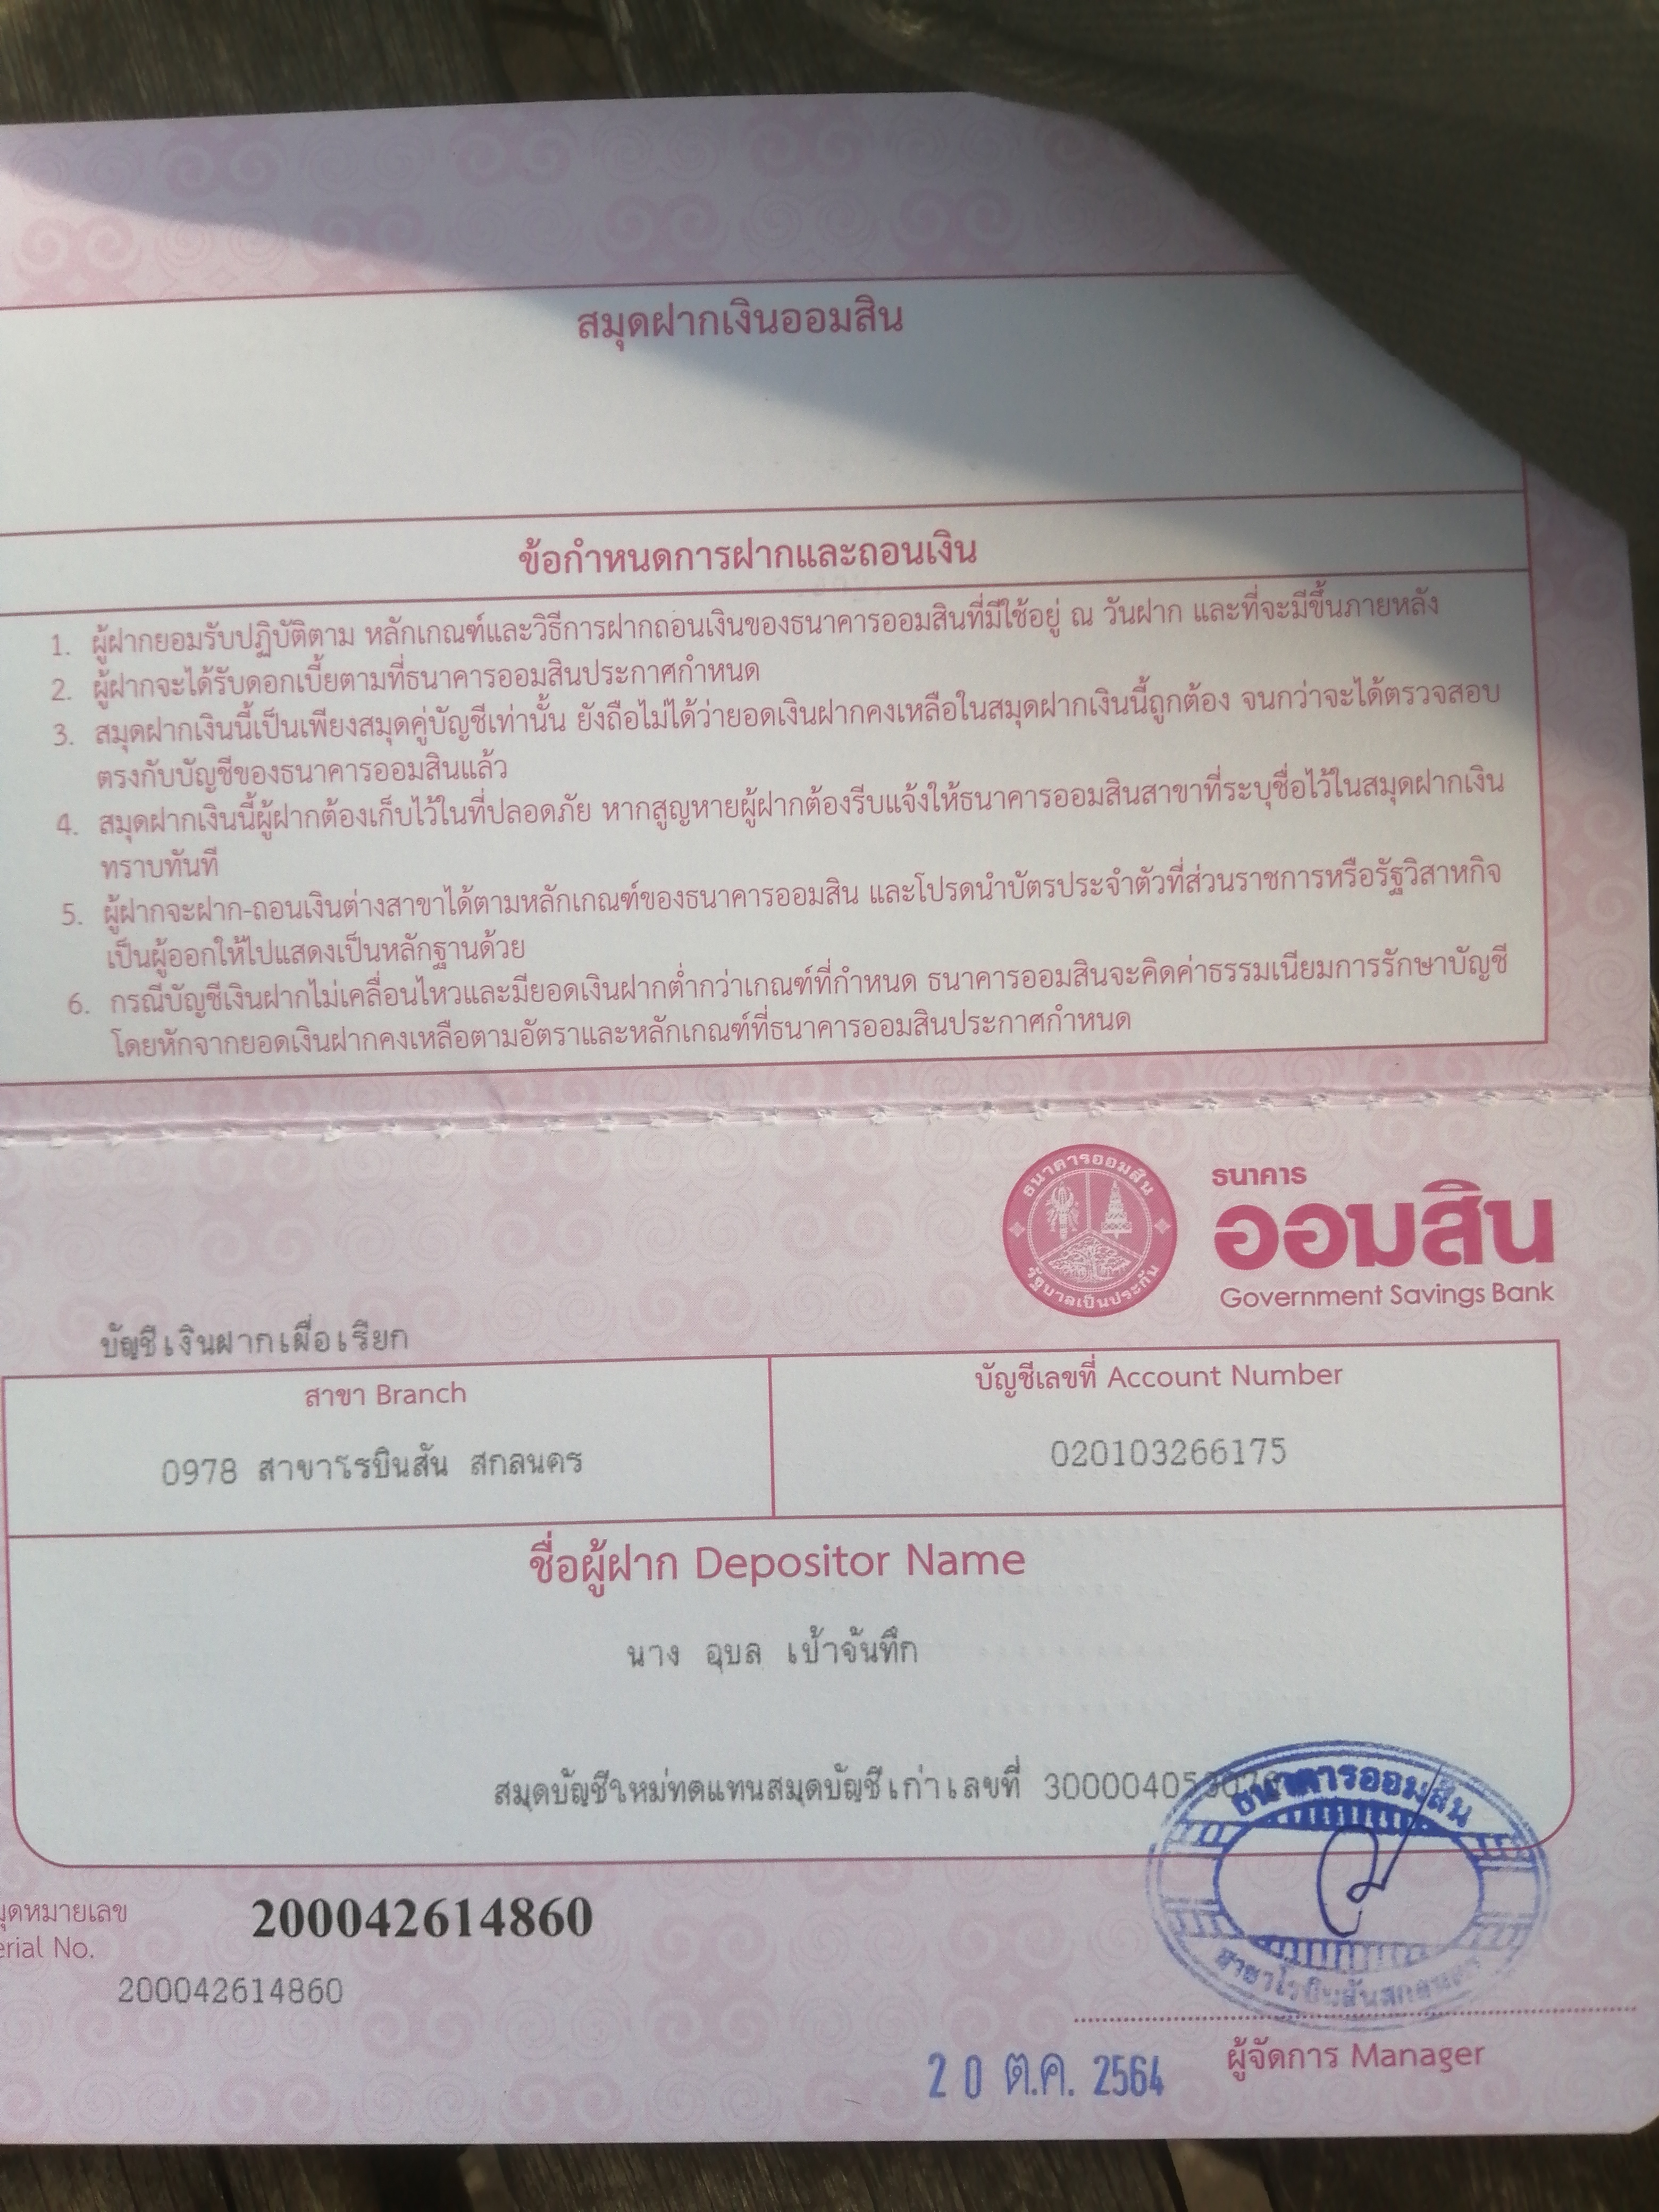 สมุดฝากเงินออมสิน
ข้อกำหนดการฝากและถอนเงิน
1. ผู้ฝากยอมรับปฏิบัติตาม หลักเกณฑ์และวิธีการฝากถอนเงินของธนาคารออมสินที่มีใช้อยู่ ณ วันฝาก และที่จะมีขึ้นภายหลัง
2. ผู้ฝากจะได้รับดอกเบี้ยตามที่ธนาคารออมสินประกาศกำหนด
3. สมุดฝากเงินนี้เป็นเพียงสมุดคู่บัญชีเท่านั้น ยังถือไม่ได้ว่ายอดเงินฝากคงเหลือในสมุดฝากเงินนี้ถูกต้อง จนกว่าจะได้ตรวจสอบ
ตรงกับบัญชีของธนาคารออมสินแล้ว
4. สมุดฝากเงินนี้ผู้ฝากต้องเก็บไว้ในที่ปลอดภัย หากสูญหายผู้ฝากต้องรีบแจ้งให้ธนาคารออมสินสาขาที่ระบุชื่อไว้ในสมุดฝากเงิน
ทราบทันที
5. ผู้ฝากจะฝาก-ถอนเงินต่างสาขาได้ตามหลักเกณฑ์ของธนาคารออมสิน และโปรดนำบัตรประจำตัวที่ส่วนราชการหรือรัฐวิสาหกิจ
เป็นผู้ออกให้ไปแสดงเป็นหลักฐานด้วย
6. กรณีบัญชีเงินฝากไม่เคลื่อนไหวและมียอดเงินฝากต่ำกว่าเกณฑ์ที่กำหนด ธนาคารออมสินจะคิดค่าธรรมเนียมการรักษาบัญชี
โดยหักจากยอดเงินฝากคงเหลือตามอัตราและหลักเกณฑ์ที่ธนาคารออมสินประกาศกำหนด
ธนาคารออมสิน
รัฐบาลเป็นประกัน
ธนาคาร
ออมสิน
Government Savings Bank
บัญชีเงินฝากเผื่อเรียก
สาขา Branch
บัญชีเลขที่ Account Number
0978 สาขาโรบินสัน สกลนคร
020103266175
ชื่อผู้ฝาก Depositor Name
นาง อุบล เป้าจันทึก
สมุดบัญชีใหม่ทดแทนสมุดบัญชีเก่าเลขที่
ธนาคารออมสิน
สาขาโรบินสันสกลนคร
200042614860
200042614860
20 ต.ค. 2564
ผู้จัดการ Manager